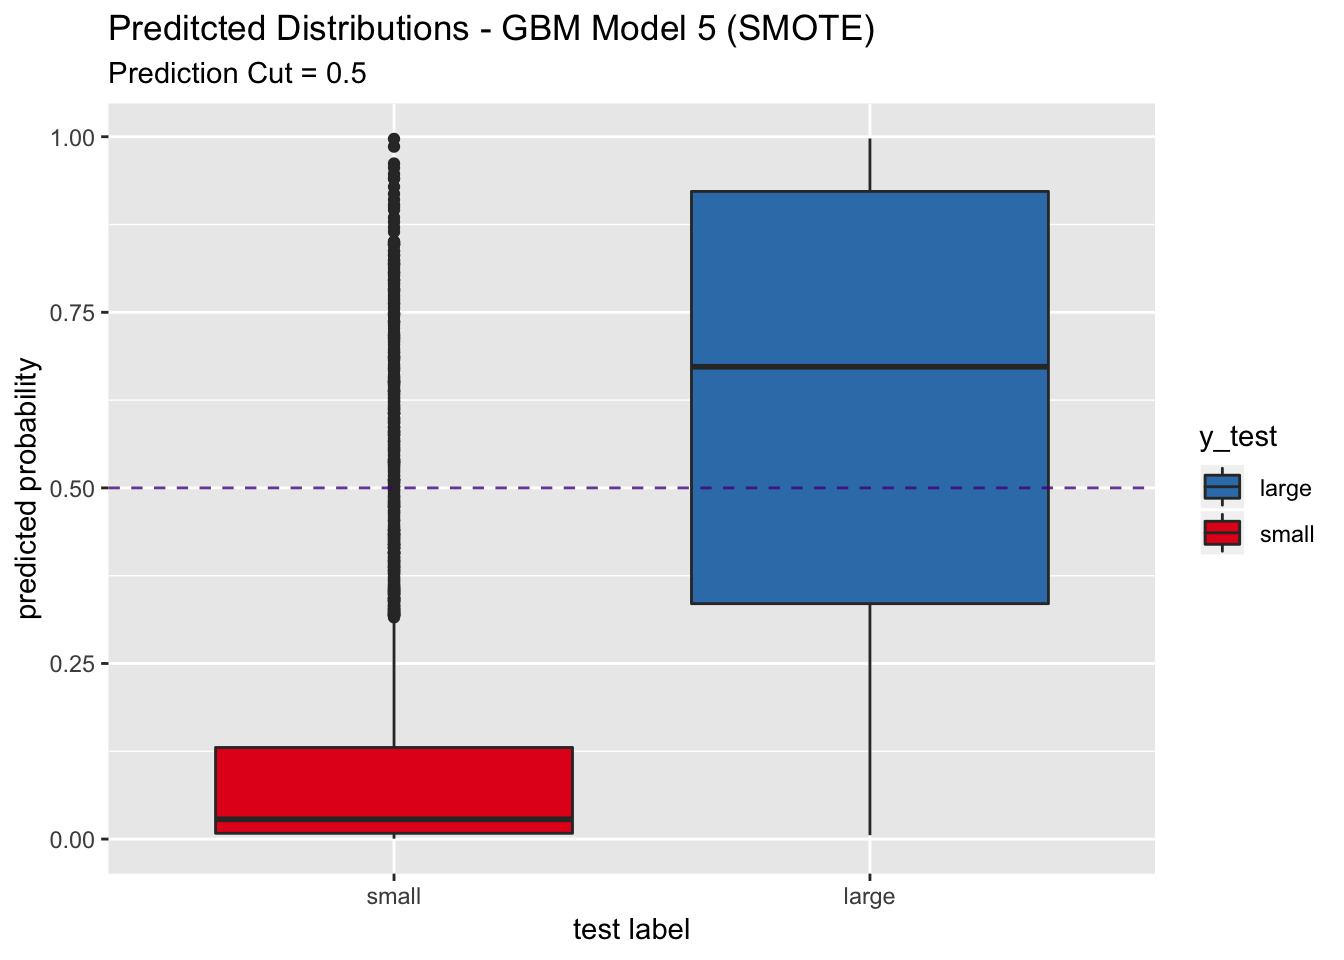 Preditcted Distributions - GBM Model 5 (SMOTE)
Prediction Cut = 0.5
1.00
0.75
0.50
0.25
0.00
predicted probability
small
large
test label
y_test
large
small